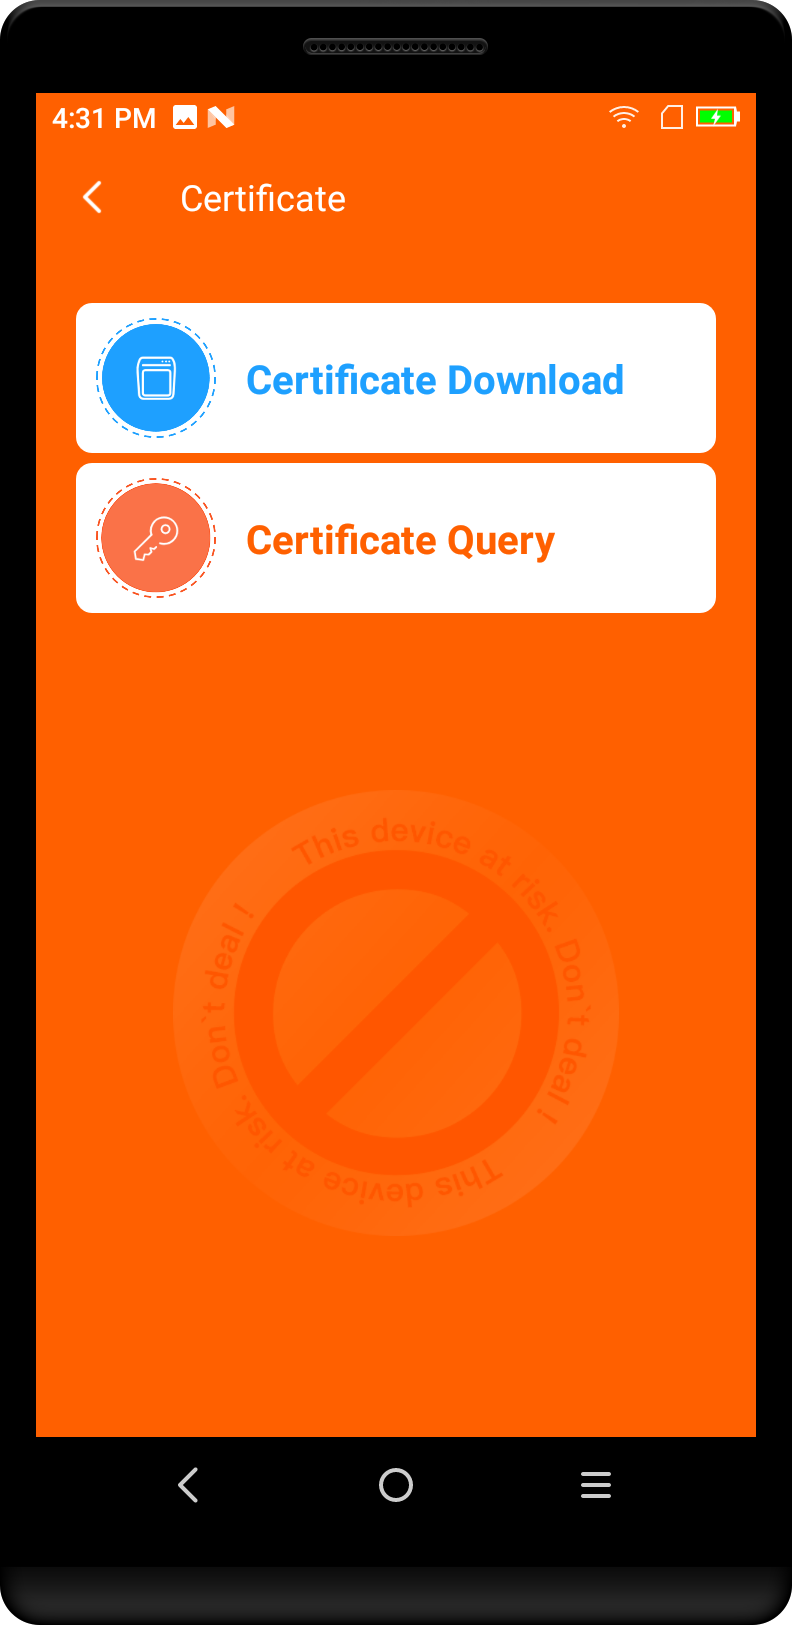 4:31 PM
Certificate
Certificate Download
Certificate Query
This device at risk. Don`t deal !
This device at risk. Don`t deal !